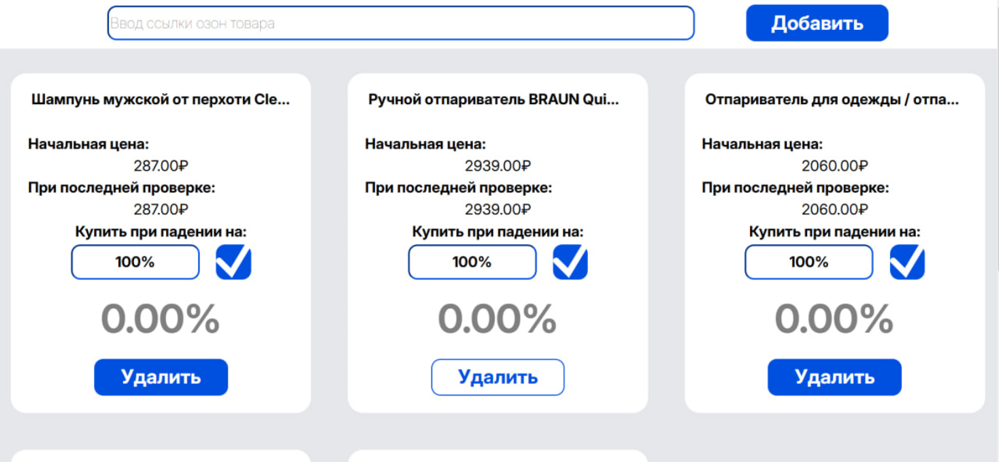 Ввод ссылки озон товара
Добавить
Шампунь мужской от перхоти Cle...
Начальная цена:
287.00₽
При последней проверке:
287.00₽
Купить при падении на:
100%
0.00%
Удалить
Ручной отпариватель BRAUN Qui...
Начальная цена:
2939.00₽
При последней проверке:
2939.00₽
Купить при падении на:
100%
0.00%
Удалить
Отпариватель для одежды / отпа...
Начальная цена:
2060.00₽
При последней проверке:
2060.00₽
Купить при падении на:
100%
0.00%
Удалить